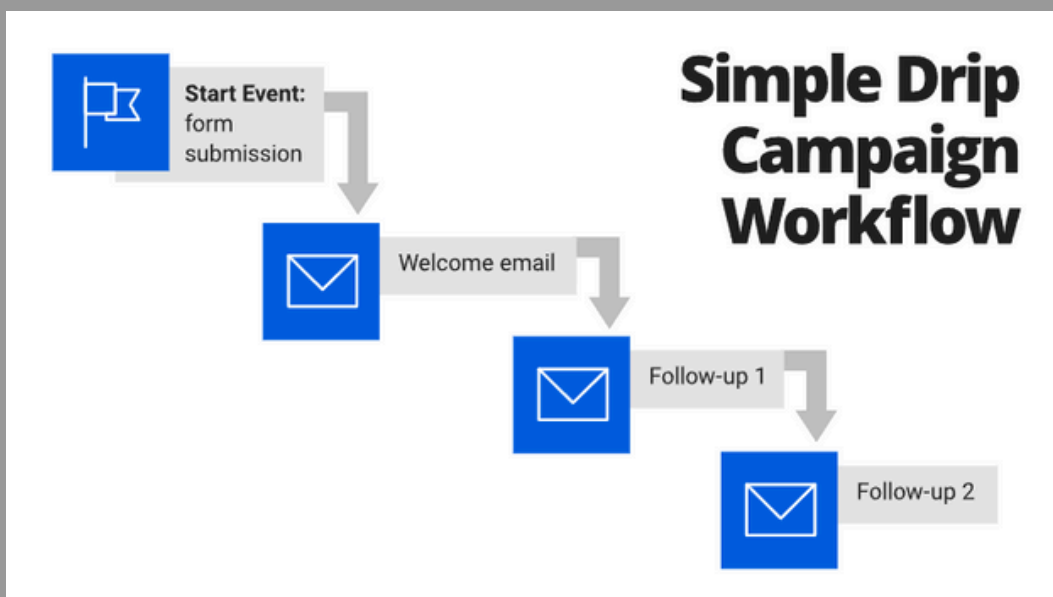 Simple Drip
Campaign
Workflow
Start Event:
form
submission
Welcome email
Follow-up 1
Follow-up 2